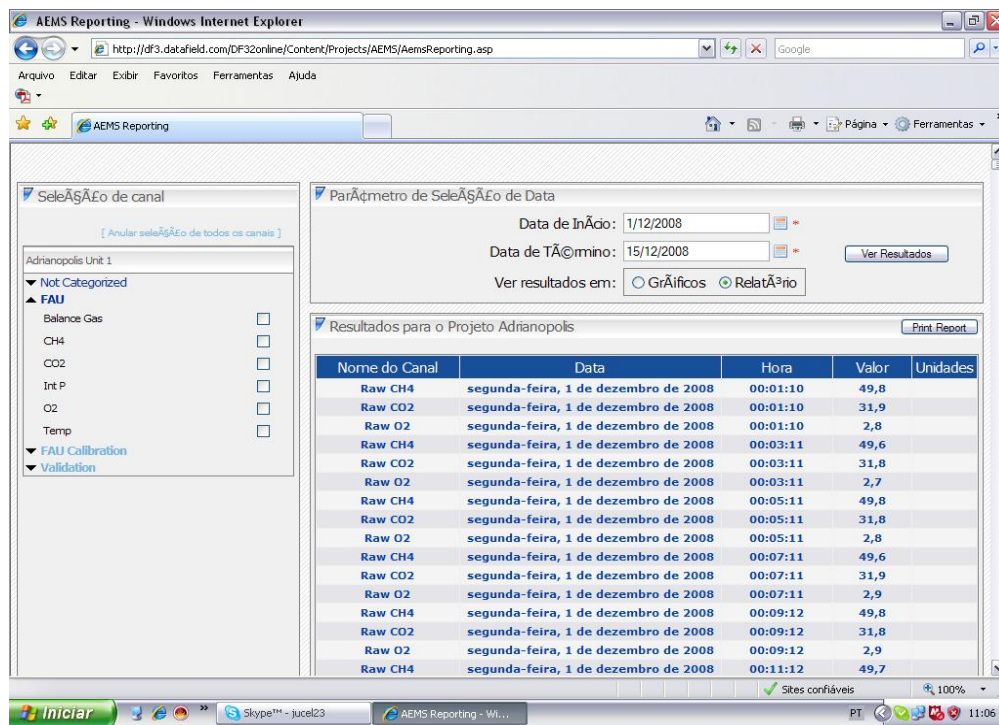 AEMS Reporting - Windows Internet Explorer
http://df3.datafield.com/DF32online/Content/Projects/AEMS/AemsReporting.asp
Google
Arquivo Editar Exibir Favoritos Ferramentas Ajuda
AEMS Reporting
Página
Ferramentas
SeleÃ§Ã£o de canal
[ Anular seleÃ§Ã£o de todos os canais ]
Adrianopolis Unit 1
Not Categorized
FAU
Balance Gas
CH4
CO2
Int P
O2
Temp
FAU Calibration
Validation
ParÃ¢metro de SeleÃ§Ã£o de Data
Data de InÃ­cio: 1/12/2008 *
Data de TÃ©rmino: 15/12/2008 *
Ver Resultados
Ver resultados em: GrÃ¡ficos RelatÃ³rio
Resultados para o Projeto Adrianopolis
Print Report
Nome do Canal Data Hora Valor Unidades
Raw CH4 segunda-feira, 1 de dezembro de 2008 00:01:10 49,8
Raw CO2 segunda-feira, 1 de dezembro de 2008 00:01:10 31,9
Raw O2 segunda-feira, 1 de dezembro de 2008 00:01:10 2,8
Raw CH4 segunda-feira, 1 de dezembro de 2008 00:03:11 49,6
Raw CO2 segunda-feira, 1 de dezembro de 2008 00:03:11 31,8
Raw O2 segunda-feira, 1 de dezembro de 2008 00:03:11 2,7
Raw CH4 segunda-feira, 1 de dezembro de 2008 00:05:11 49,8
Raw CO2 segunda-feira, 1 de dezembro de 2008 00:05:11 31,8
Raw O2 segunda-feira, 1 de dezembro de 2008 00:05:11 2,8
Raw CH4 segunda-feira, 1 de dezembro de 2008 00:07:11 49,6
Raw CO2 segunda-feira, 1 de dezembro de 2008 00:07:11 31,9
Raw O2 segunda-feira, 1 de dezembro de 2008 00:07:11 2,9
Raw CH4 segunda-feira, 1 de dezembro de 2008 00:09:12 49,8
Raw CO2 segunda-feira, 1 de dezembro de 2008 00:09:12 31,8
Raw O2 segunda-feira, 1 de dezembro de 2008 00:09:12 2,9
Raw CH4 segunda-feira, 1 de dezembro de 2008 00:11:12 49,7
Sites confiáveis 100%
Iniciar » Skype™ - jucel23 AEMS Reporting - Wi... PT 11:06